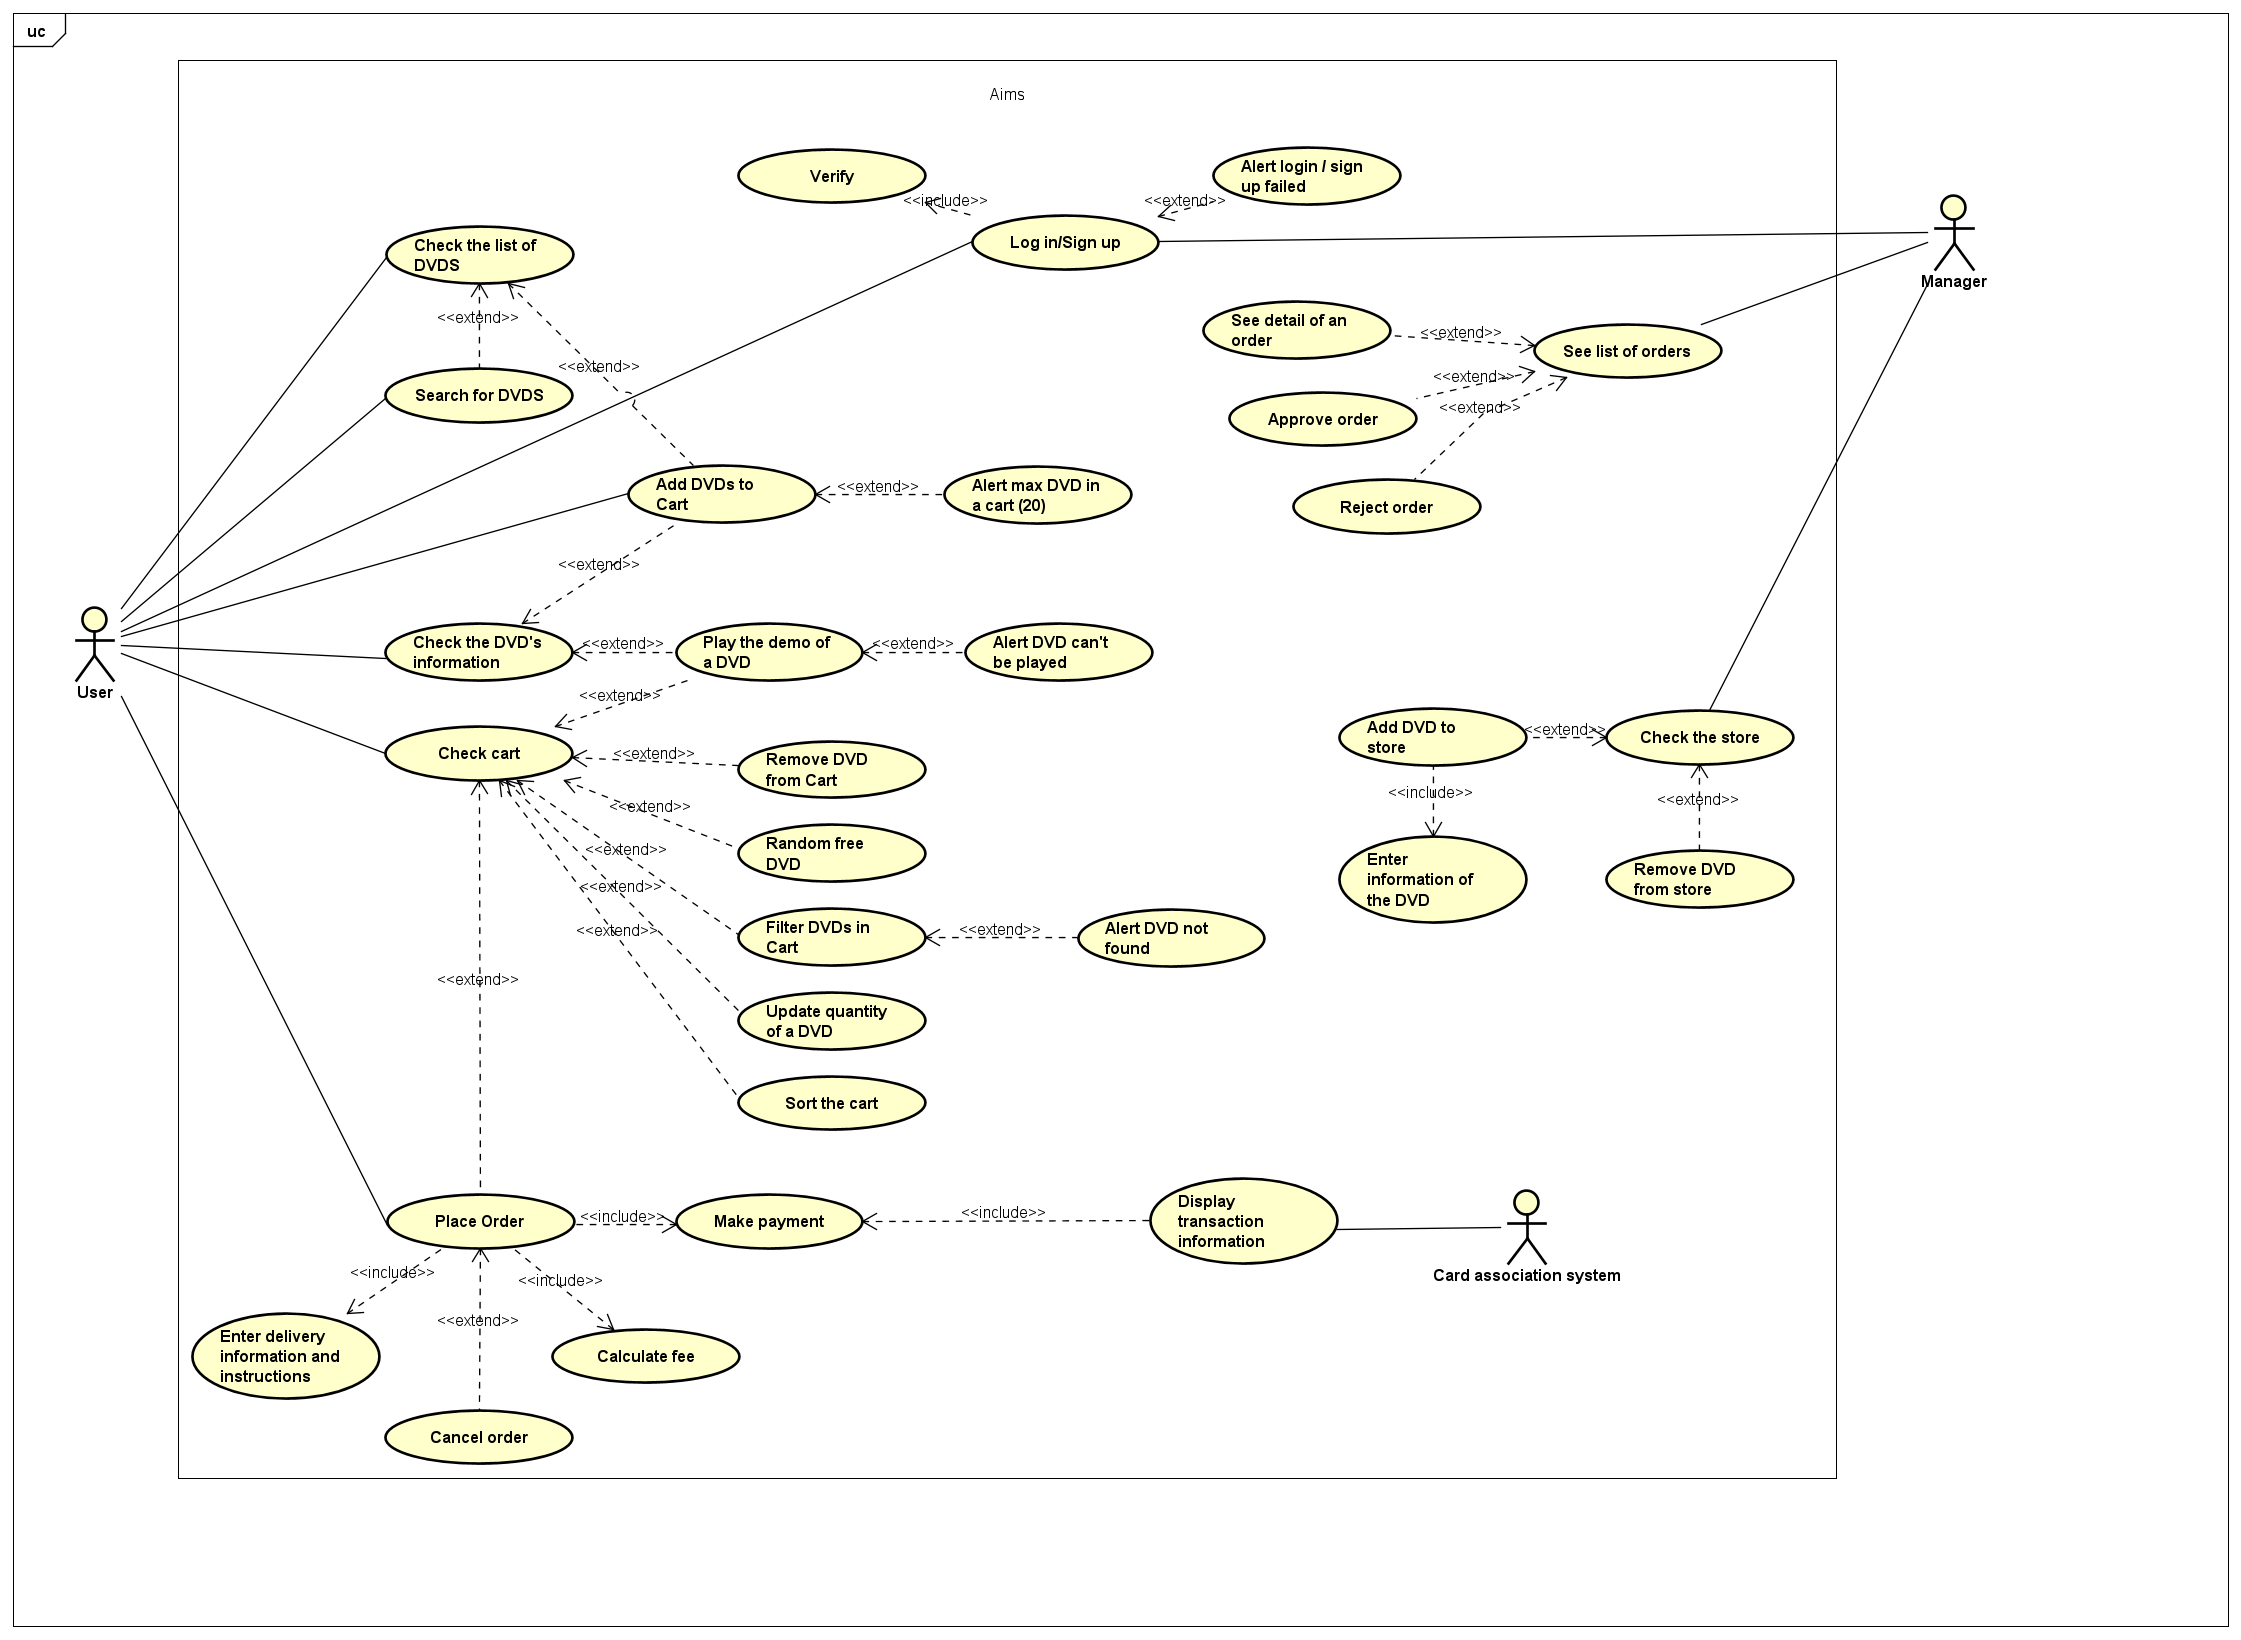 uc
Aims
Verify
Alert login / sign
up failed
<<include>>
<<extend>>
Log in/Sign up
Manager
Check the list of
DVDS
<<extend>>
Search for DVDS
<<extend>>
See detail of an
order
<<extend>>
See list of orders
<<extend>>
Approve order
<<extend>>
Reject order
Add DVDs to
Cart
<<extend>>
Alert max DVD in
a cart (20)
<<extend>>
User
Check the DVD's
information
<<extend>>
Play the demo of
a DVD
<<extend>>
Alert DVD can't
be played
<<extend>>
Check cart
<<extend>>
Remove DVD
from Cart
<<extend>>
Random free
DVD
<<extend>>
<<extend>>
<<extend>>
Filter DVDs in
Cart
<<extend>>
Alert DVD not
found
Update quantity
of a DVD
Sort the cart
<<extend>>
Add DVD to
store
<<extend>>
Check the store
<<include>>
<<extend>>
Enter
information of
the DVD
Remove DVD
from store
Place Order
<<include>>
Make payment
<<include>>
Display
transaction
information
Card association system
<<include>>
<<extend>>
<<include>>
Enter delivery
information and
instructions
Calculate fee
Cancel order